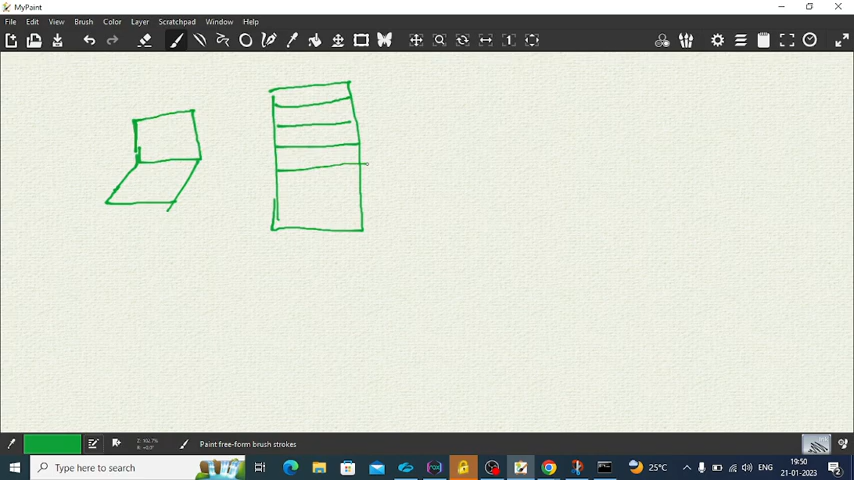 MyPaint
File Edit View Brush Color Layer Scratchpad Window Help
Paint free-form brush strokes
Type here to search
25°C ENG 19:50
21-01-2023